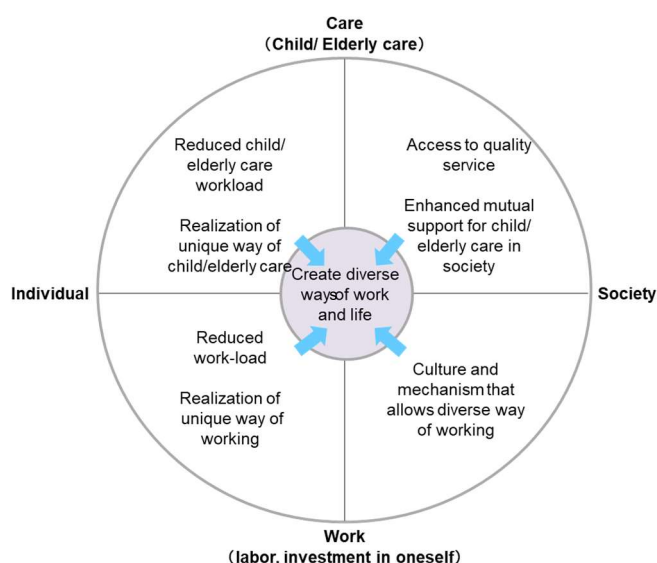 Care
（Child/ Elderly care）
Reduced child/
elderly care
workload
Realization of
unique way of
child/elderly care
Access to quality
service
Enhanced mutual
support for child/
elderly care in
society
Individual
Create diverse
ways of work
and life
Society
Reduced
work-load
Realization of
unique way of
working
Culture and
mechanism that
allows diverse way
of working
Work
（labor, investment in oneself）